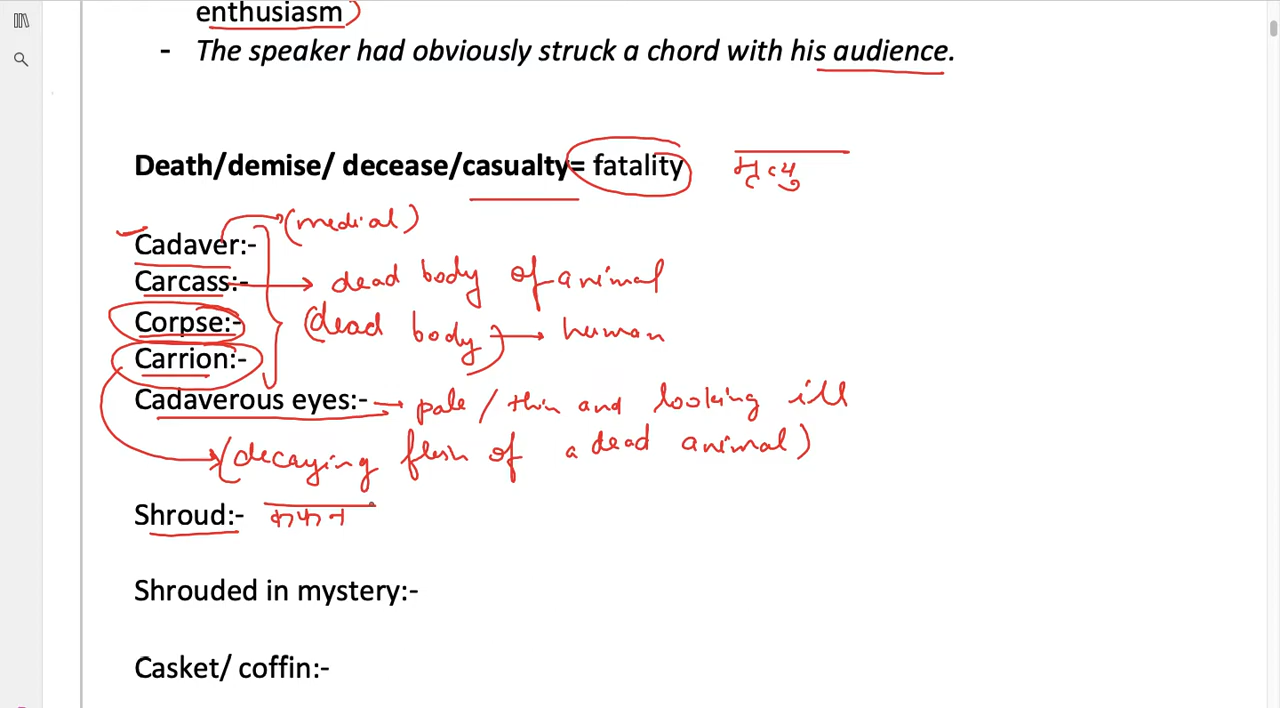 enthusiasm)
- The speaker had obviously struck a chord with his audience.
Death/demise/ decease/casualty= fatality मृत्यु
(medial)
Cadaver:-
Carcass:- → dead body of animal
Corpse:- (dead body) → human
Carrion:-
Cadaverous eyes:- → pale / thin and looking ill
(decaying flesh of a dead animal)
Shroud:- कफन
Shrouded in mystery:-
Casket/ coffin:-